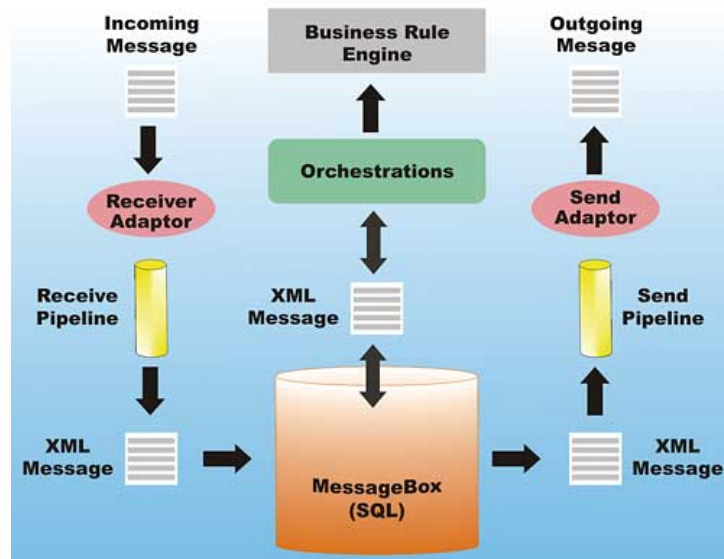 Incoming
Message
Business Rule
Engine
Outgoing
Message
Orchestrations
Receiver
Adaptor
Send
Adaptor
Receive
Pipeline
XML
Message
Send
Pipeline
XML
Message
MessageBox
(SQL)
XML
Message